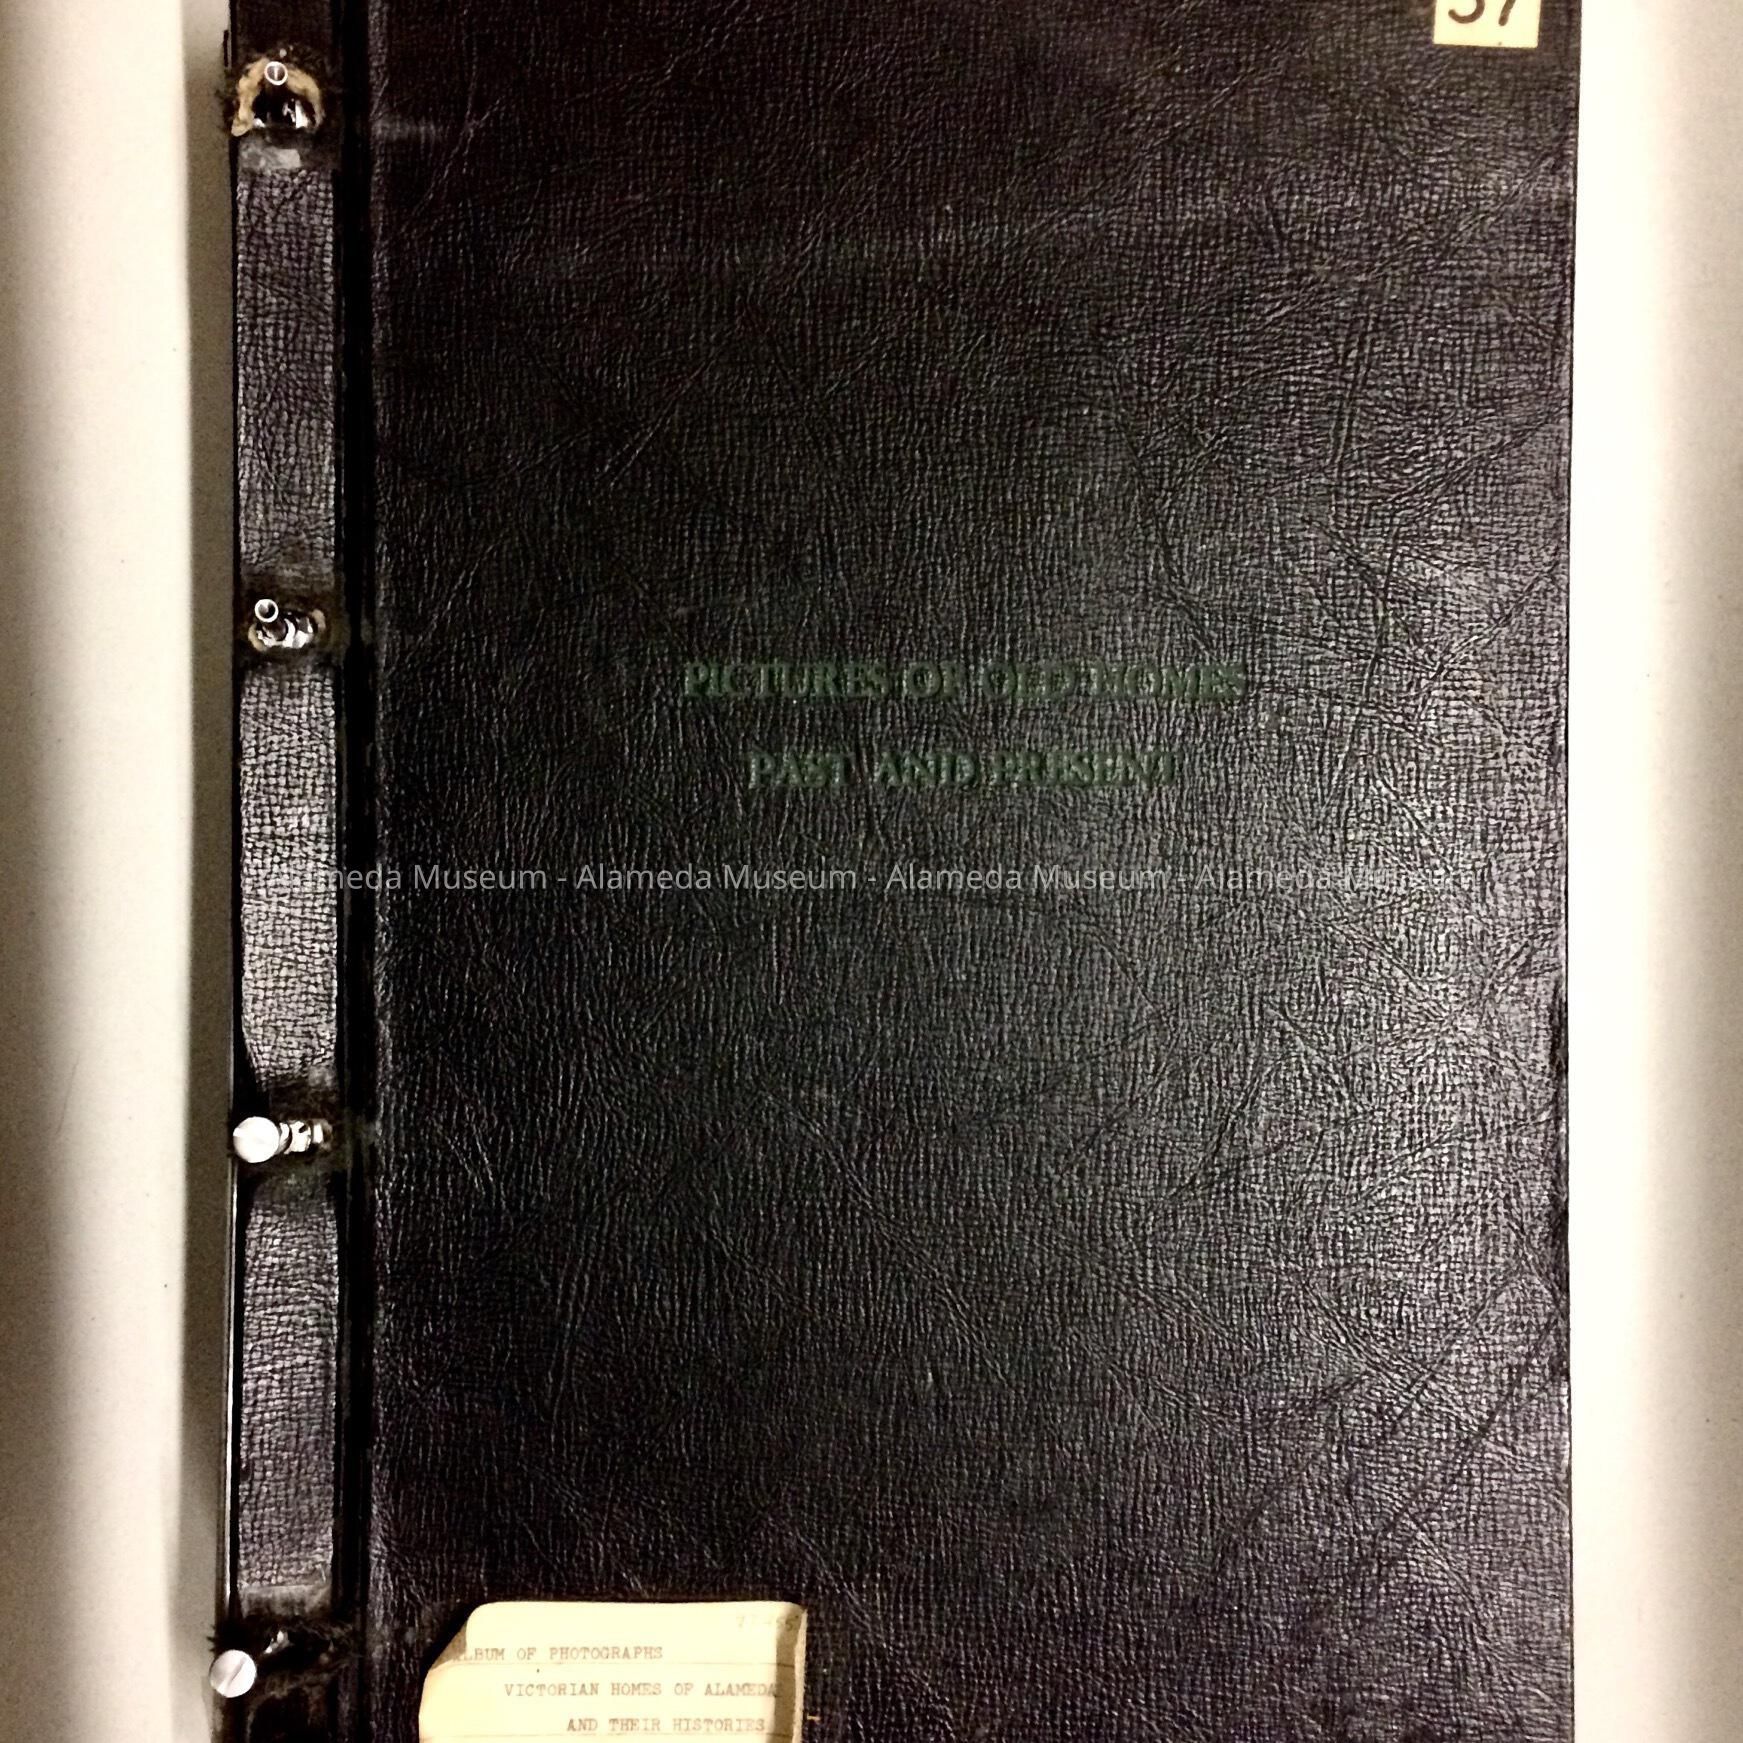 37
PICTURES OF OLD HOMES
PAST AND PRESENT
Alameda Museum - Alameda Museum - Alameda Museum - Alameda Museum
ALBUM OF PHOTOGRAPHS
VICTORIAN HOMES OF ALAMEDA
AND THEIR HISTORIES